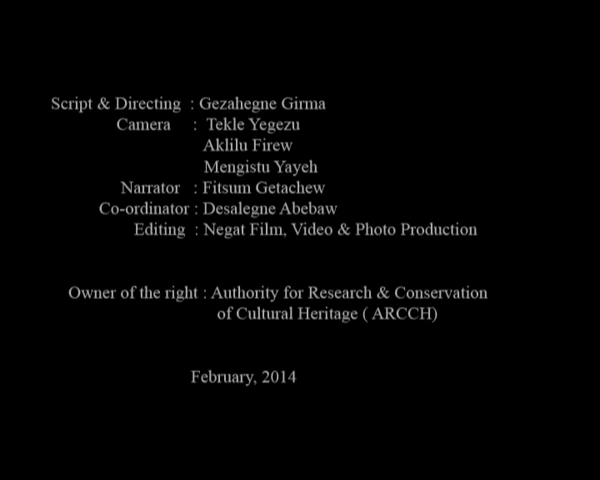 Script & Directing : Gezahegne Girma
Camera : Tekle Yegezu
Aklilu Firew
Mengistu Yayeh
Narrator : Fitsum Getachew
Co-ordinator : Desalegne Abebaw
Editing : Negat Film, Video & Photo Production
Owner of the right : Authority for Research & Conservation
of Cultural Heritage ( ARCCH)
February, 2014